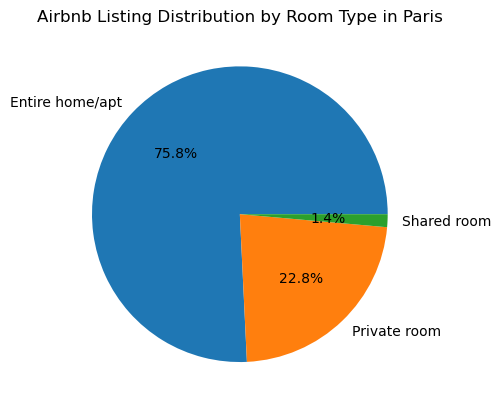 Airbnb Listing Distribution by Room Type in Paris
Entire home/apt
75.8%
1.4%
Shared room
22.8%
Private room